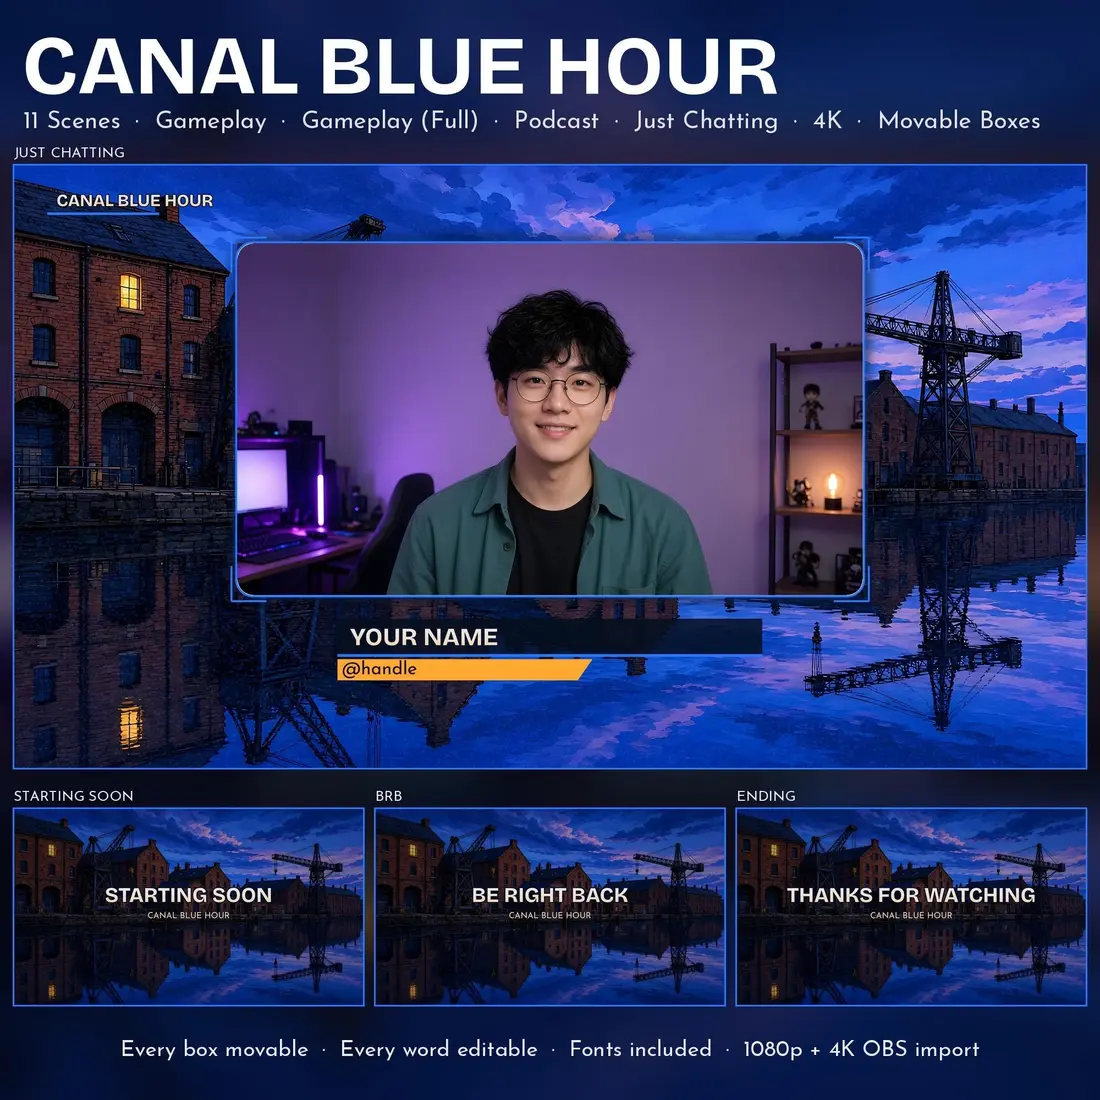 CANAL BLUE HOUR
11 Scenes · Gameplay · Gameplay (Full) · Podcast · Just Chatting · 4K · Movable Boxes
JUST CHATTING
CANAL BLUE HOUR
YOUR NAME
@handle
STARTING SOON
BRB
ENDING
STARTING SOON
CANAL BLUE HOUR
BE RIGHT BACK
CANAL BLUE HOUR
THANKS FOR WATCHING
CANAL BLUE HOUR
Every box movable · Every word editable · Fonts included · 1080p + 4K OBS import